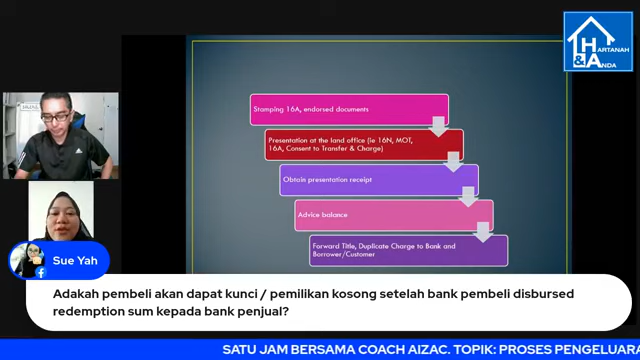 HARTANAH
& ANDA
Stamping 16A, endorsed documents
Presentation at the land office (ie 16N, MOT,
16A, Consent to Transfer & Charge)
Obtain presentation receipt
Advice balance
Forward Title, Duplicate Charge to Bank and
Borrower/Customer
Sue Yah
Adakah pembeli akan dapat kunci / pemilikan kosong setelah bank pembeli disbursed
redemption sum kepada bank penjual?
SATU JAM BERSAMA COACH AIZAC. TOPIK: PROSES PENGELUARA